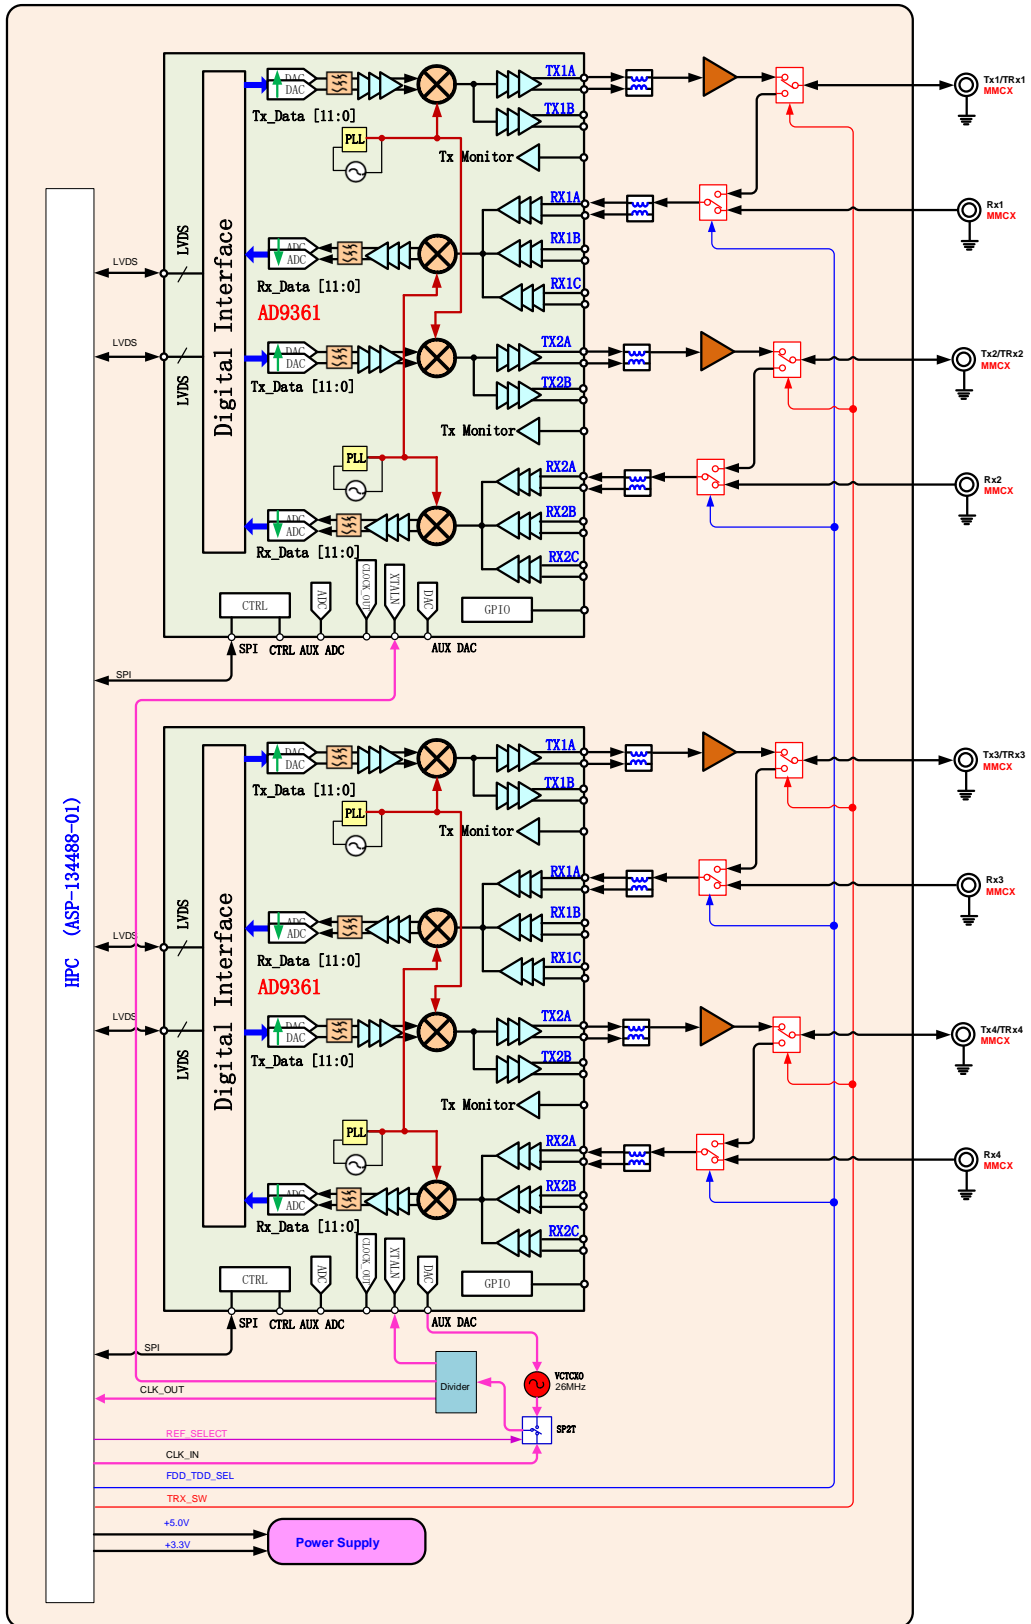 HPC (ASP-134488-01)
LVDS
LVDS
SPI
LVDS
LVDS
SPI
CLK_OUT
REF_SELECT
CLK_IN
FDD_TDD_SEL
TRX_SW
+5.0V
+3.3V
Power Supply
Digital Interface
LVDS
LVDS
DAC
DAC
Tx_Data [11:0]
PLL
TX1A
TX1B
Tx Monitor
RX1A
RX1B
RX1C
ADC
ADC
Rx_Data [11:0]
AD9361
DAC
DAC
Tx_Data [11:0]
TX2A
TX2B
Tx Monitor
PLL
RX2A
RX2B
RX2C
ADC
ADC
Rx_Data [11:0]
CTRL
ADC
CLOCK_OUT
XTALN
DAC
GPIO
SPI
CTRL
AUX ADC
AUX DAC
Digital Interface
LVDS
LVDS
DAC
DAC
Tx_Data [11:0]
PLL
TX1A
TX1B
Tx Monitor
RX1A
RX1B
RX1C
ADC
ADC
Rx_Data [11:0]
AD9361
DAC
DAC
Tx_Data [11:0]
TX2A
TX2B
Tx Monitor
PLL
RX2A
RX2B
RX2C
ADC
ADC
Rx_Data [11:0]
CTRL
ADC
CLOCK_OUT
XTALN
DAC
GPIO
SPI
CTRL
AUX ADC
AUX DAC
Divider
VCTCXO
26MHz
SP2T
Tx1/TRx1
MMCX
Rx1
MMCX
Tx2/TRx2
MMCX
Rx2
MMCX
Tx3/TRx3
MMCX
Rx3
MMCX
Tx4/TRx4
MMCX
Rx4
MMCX